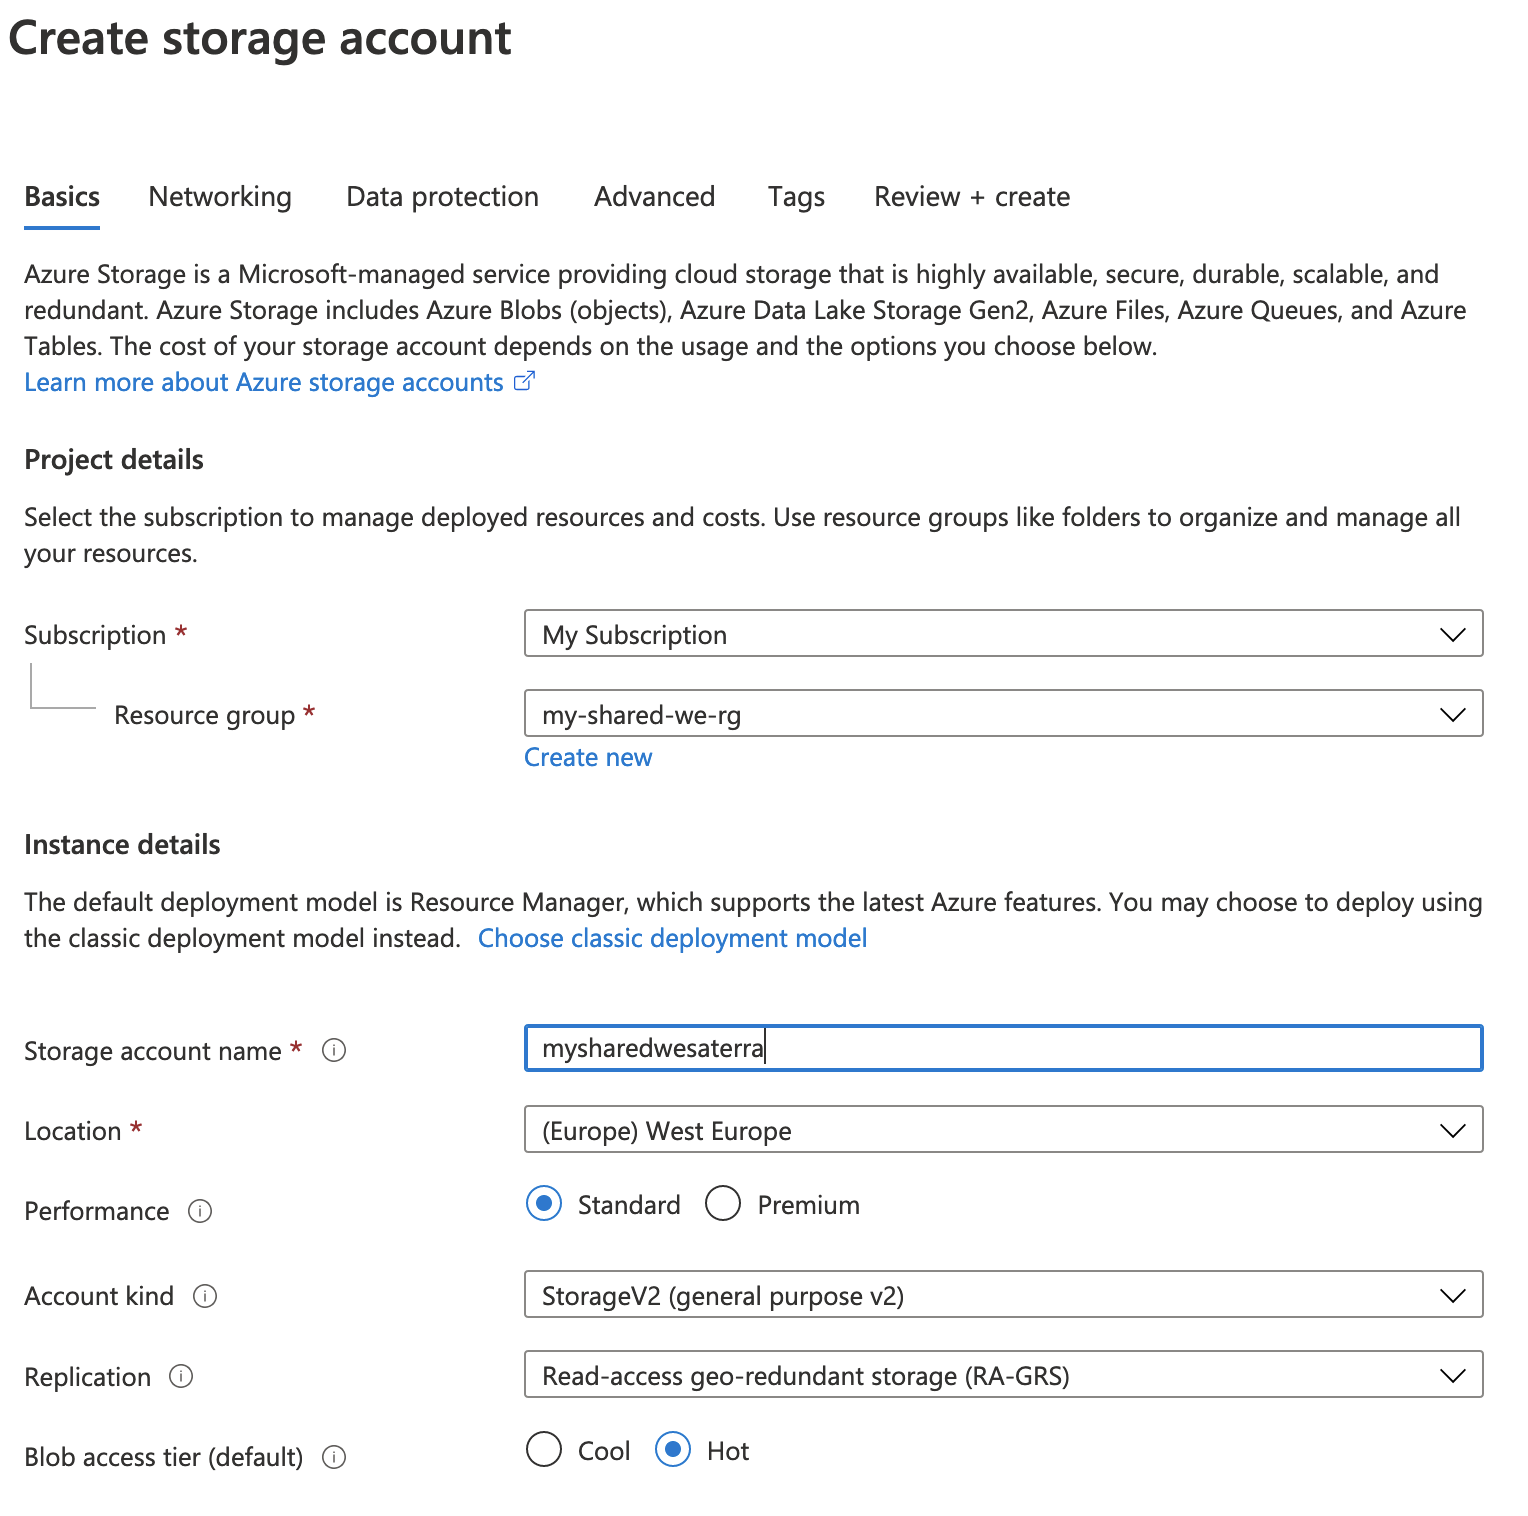 Create storage account
Basics Networking Data protection Advanced Tags Review + create
Azure Storage is a Microsoft-managed service providing cloud storage that is highly available, secure, durable, scalable, and
redundant. Azure Storage includes Azure Blobs (objects), Azure Data Lake Storage Gen2, Azure Files, Azure Queues, and Azure
Tables. The cost of your storage account depends on the usage and the options you choose below.
Learn more about Azure storage accounts
Project details
Select the subscription to manage deployed resources and costs. Use resource groups like folders to organize and manage all
your resources.
Subscription * My Subscription
Resource group * my-shared-we-rg
Create new
Instance details
The default deployment model is Resource Manager, which supports the latest Azure features. You may choose to deploy using
the classic deployment model instead. Choose classic deployment model
Storage account name * mysharedwesaterra
Location * (Europe) West Europe
Performance Standard Premium
Account kind StorageV2 (general purpose v2)
Replication Read-access geo-redundant storage (RA-GRS)
Blob access tier (default) Cool Hot